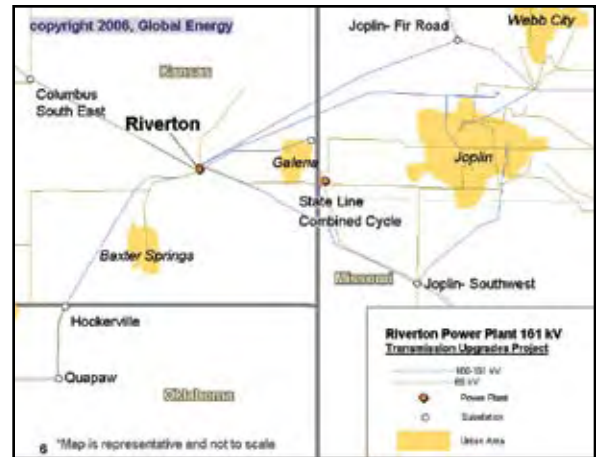 copyright 2006, Global Energy
Joplin- Fir Road
Webb City
Kansas
Columbus
South East
Riverton
Galena
Joplin
State Line
Combined Cycle
Baxter Springs
Missouri
Joplin- Southwest
Hockerville
Quapaw
Oklahoma
Riverton Power Plant 161 kV
Transmission Upgrades Project
69 kV
Power Plant
Substation
Urban Area
6 *Map is representative and not to scale